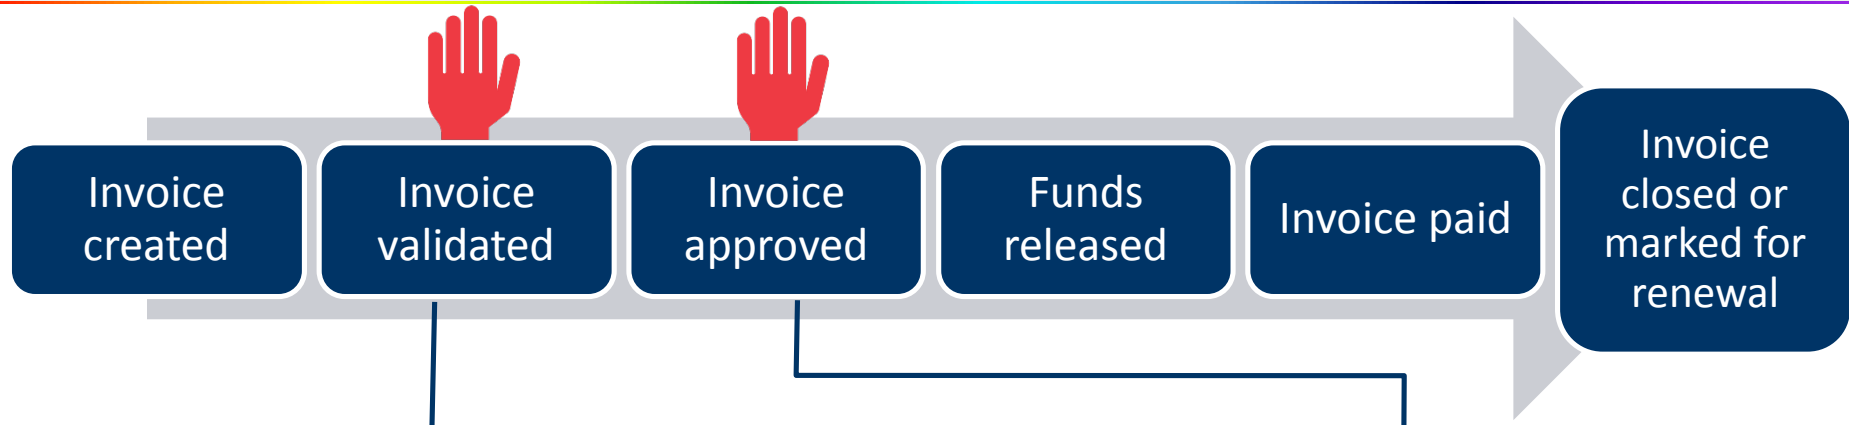 Invoice
created
Invoice
validated
Invoice
approved
Funds
released
Invoice paid
Invoice
closed or
marked for
renewal